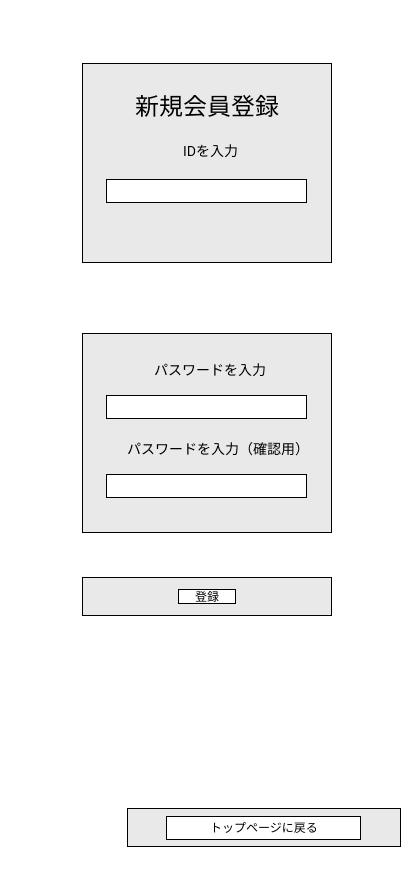 新規会員登録
IDを入力
パスワードを入力
パスワードを入力（確認用）
登録
トップページに戻る